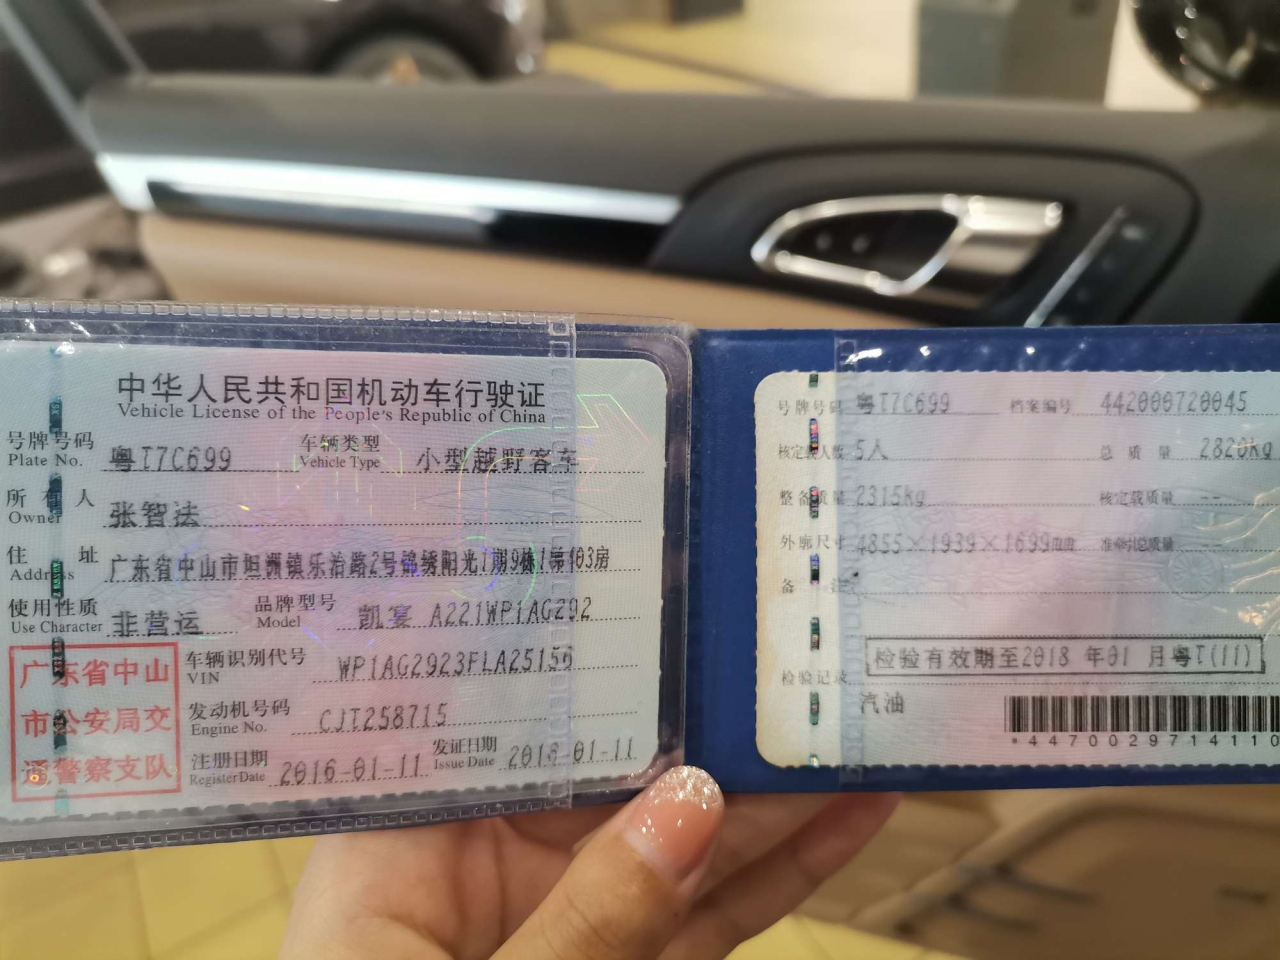 中华人民共和国机动车行驶证
Vehicle License of the People's Republic of China
号牌号码 粤T7C699 车辆类型 小型越野客车
Plate No. Vehicle Type
所有人 张智法
Owner
住址 广东省中山市坦洲镇乐治路2号锦绣阳光1期9栋1梯403房
Address
使用性质 非营运 品牌型号 凯宴 A221WP1AG292
Use Character Model
车辆识别代号 WP1AG2923FLA25156
VIN
发动机号码 CJT258715
Engine No.
注册日期 2016-01-11 发证日期 2016-01-11
Register Date Issue Date
广东省中山
市公安局交
通警察支队
号牌号码 粤T7C699 档案编号 442000720045
核定载人数 5人 总质量 2820kg
整备质量 2315kg 核定载质量 --
外廓尺寸 4855×1939×1699mm 准牵引总质量
备注
检验记录 检验有效期至2018 年01 月粤T(11)
汽油
*4470029714110